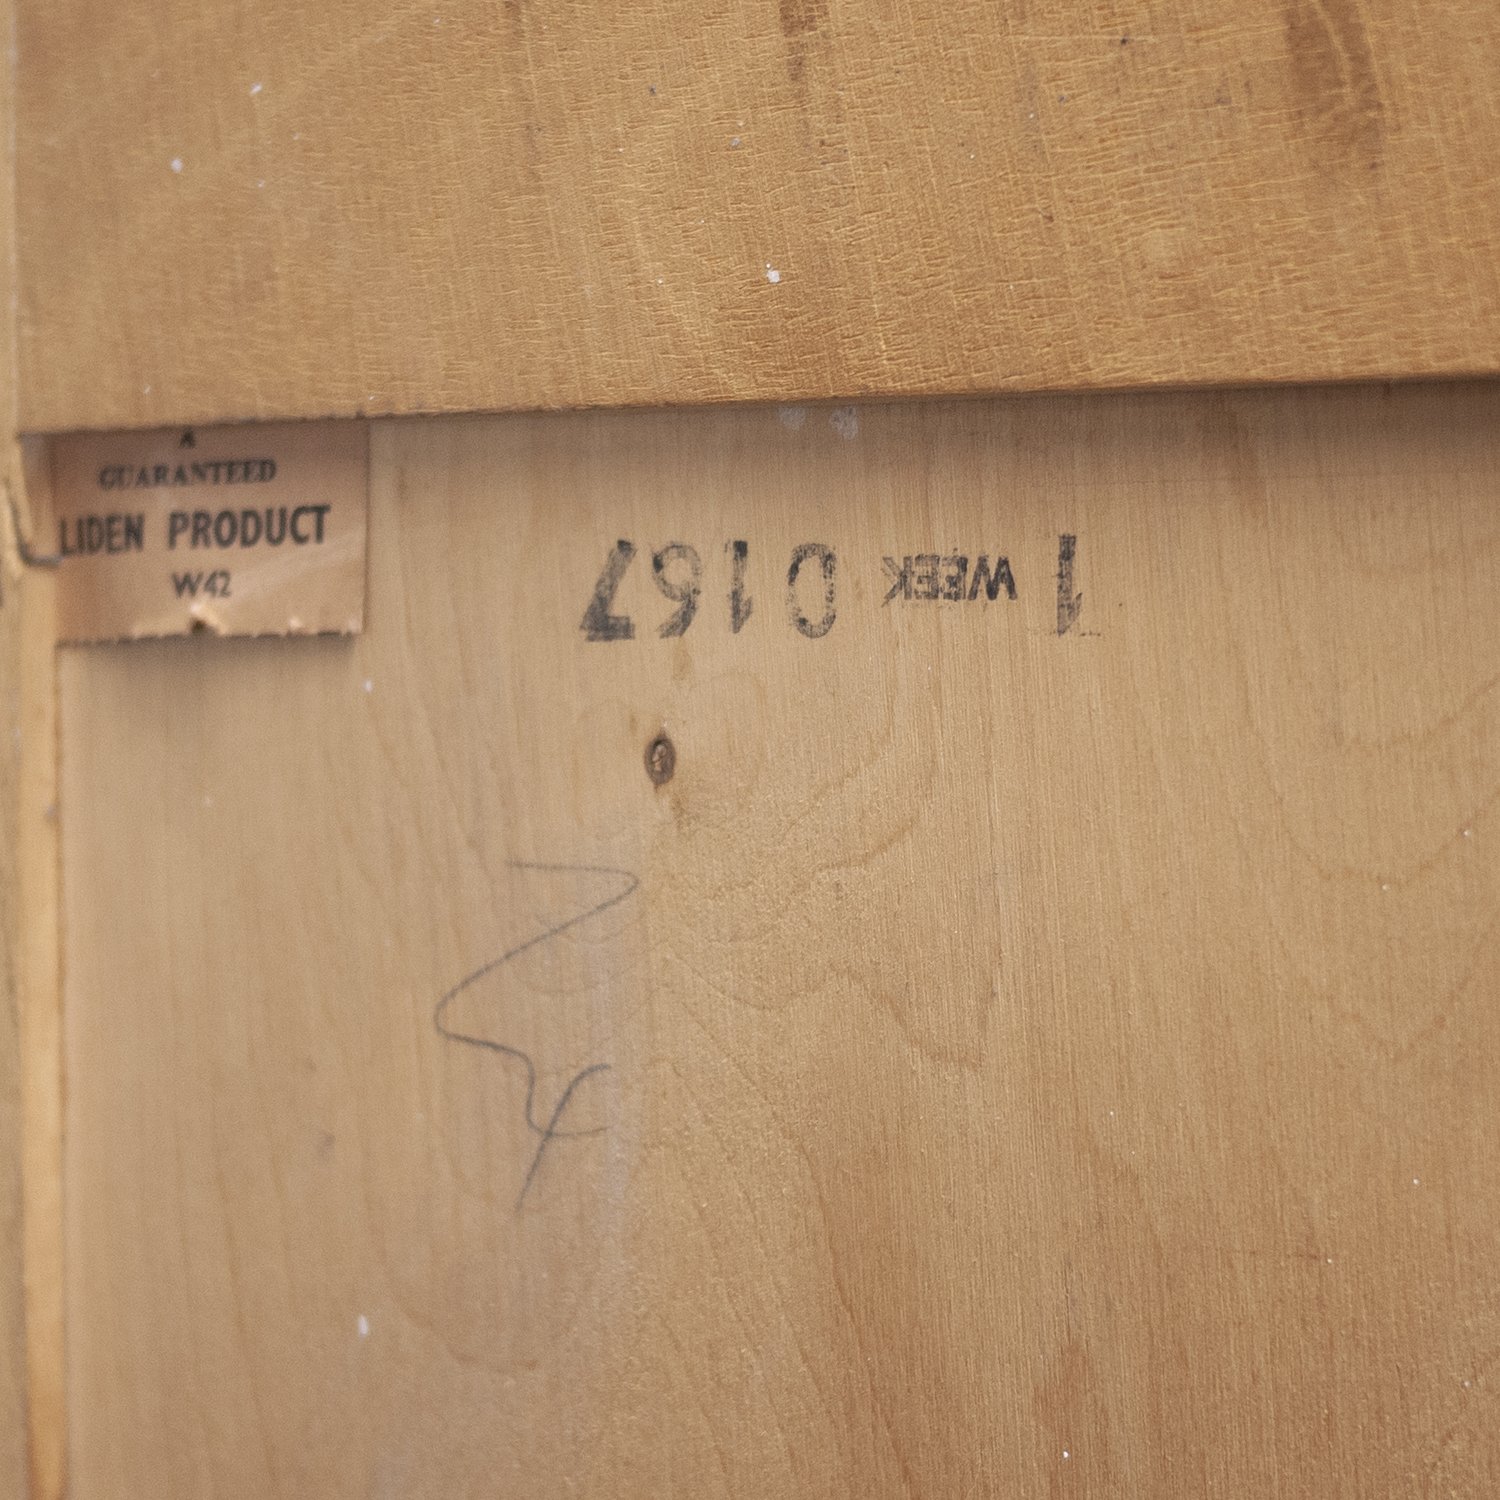 A
GUARANTEED
LIDEN PRODUCT
W42
1 WEEK 0167